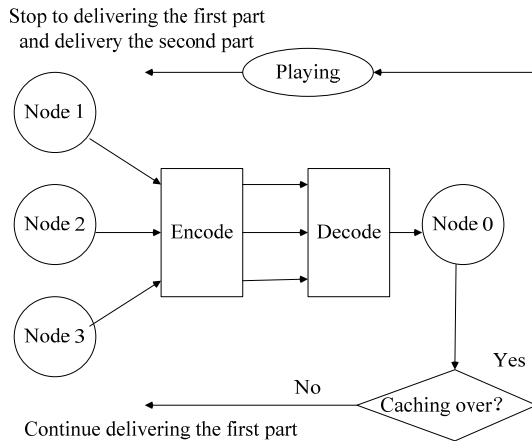 Stop to delivering the first part
and delivery the second part
Playing
Node 1
Node 2
Encode
Decode
Node 0
Node 3
Yes
No
Caching over?
Continue delivering the first part